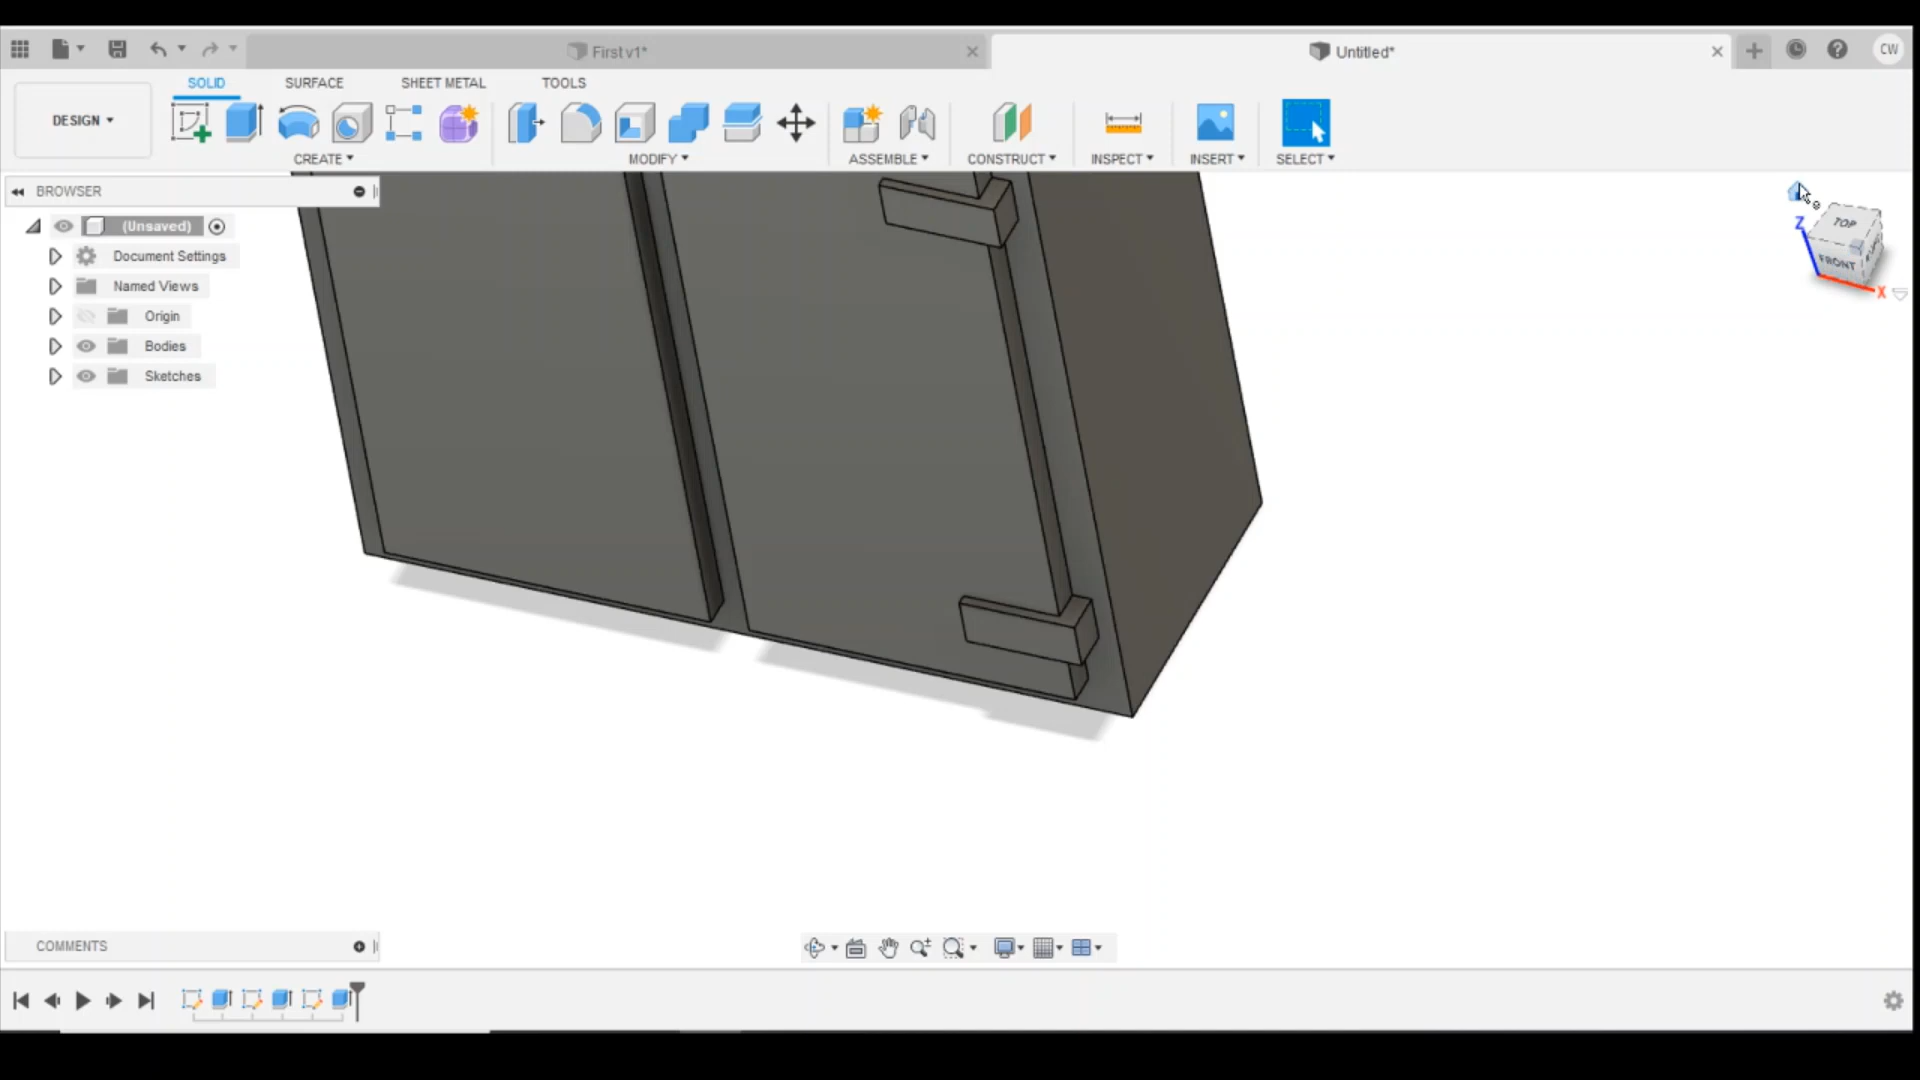 First v1*
Untitled*
CW
DESIGN
SOLID
SURFACE
SHEET METAL
TOOLS
CREATE
MODIFY
ASSEMBLE
CONSTRUCT
INSPECT
INSERT
SELECT
BROWSER
(Unsaved)
Document Settings
Named Views
Origin
Bodies
Sketches
Z
TOP
FRONT
X
COMMENTS